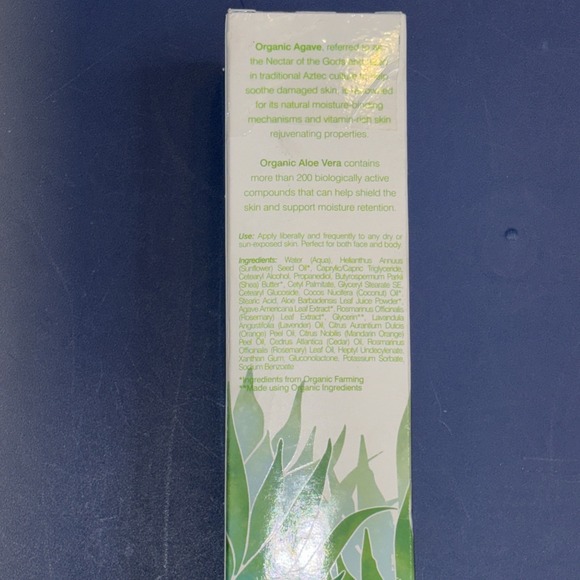 Organic Agave, referred to as
the Nectar of the Gods and
in traditional Aztec culture to help
soothe damaged skin, is renowned
for its natural moisture-binding
mechanisms and vitamin-rich skin
rejuvenating properties.
Organic Aloe Vera contains
more than 200 biologically active
compounds that can help shield the
skin and support moisture retention.
Use: Apply liberally and frequently to any dry or
sun-exposed skin. Perfect for both face and body.
Ingredients: Water (Aqua), Helianthus Annuus
(Sunflower) Seed Oil*, Caprylic/Capric Triglyceride,
Cetearyl Alcohol, Propanediol, Butyrospermum Parkii
(Shea) Butter*, Cetyl Palmitate, Glyceryl Stearate SE,
Cetearyl Glucoside, Cocos Nucifera (Coconut) Oil*,
Stearic Acid, Aloe Barbadensis Leaf Juice Powder*,
Agave Americana Leaf Extract*, Rosmarinus Officinalis
(Rosemary) Leaf Extract*, Glycerin**, Lavandula
Angustifolia (Lavender) Oil, Citrus Aurantium Dulcis
(Orange) Peel Oil, Citrus Nobilis (Mandarin Orange)
Peel Oil, Cedrus Atlantica (Cedar) Oil, Rosmarinus
Officinalis (Rosemary) Leaf Oil, Heptyl Undecylenate,
Xanthan Gum, Gluconolactone, Potassium Sorbate,
Sodium Benzoate
*Ingredients from Organic Farming
**Made using Organic Ingredients